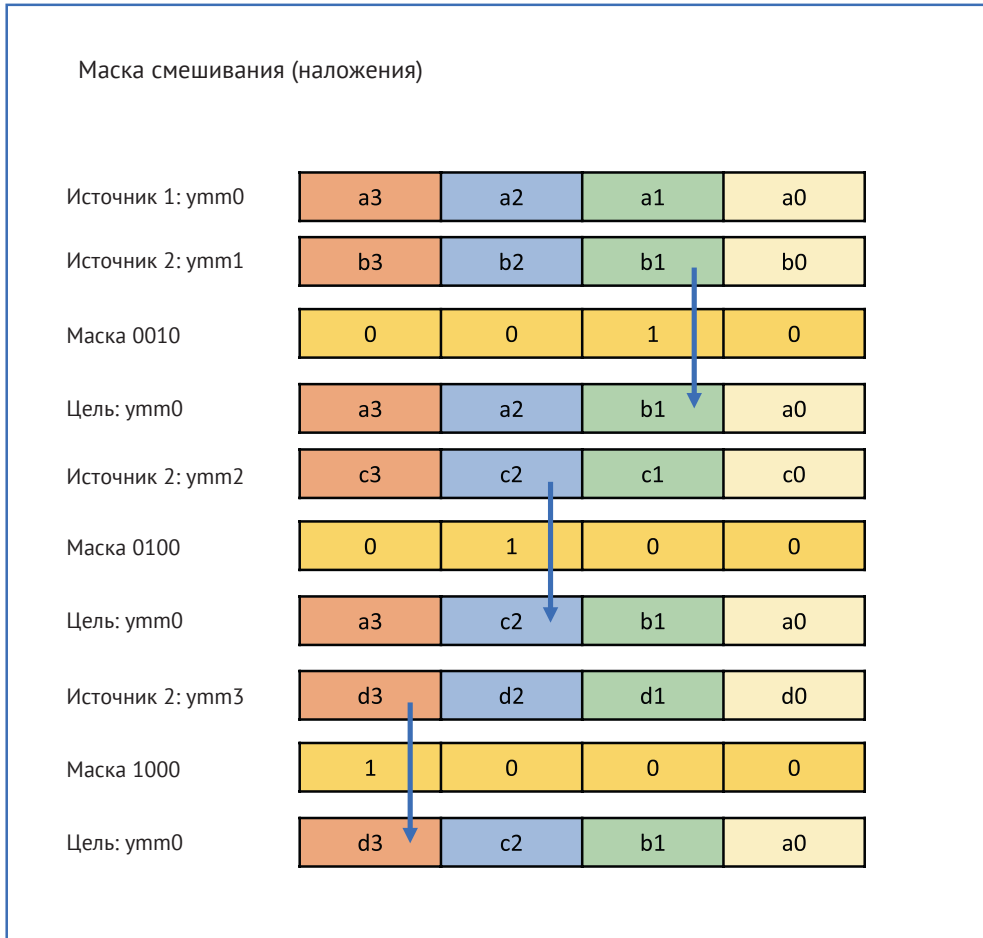 Маска смешивания (наложения)
Источник 1: ymm0 a3 a2 a1 a0
Источник 2: ymm1 b3 b2 b1 b0
Маска 0010 0 0 1 0
Цель: ymm0 a3 a2 b1 a0
Источник 2: ymm2 c3 c2 c1 c0
Маска 0100 0 1 0 0
Цель: ymm0 a3 c2 b1 a0
Источник 2: ymm3 d3 d2 d1 d0
Маска 1000 1 0 0 0
Цель: ymm0 d3 c2 b1 a0